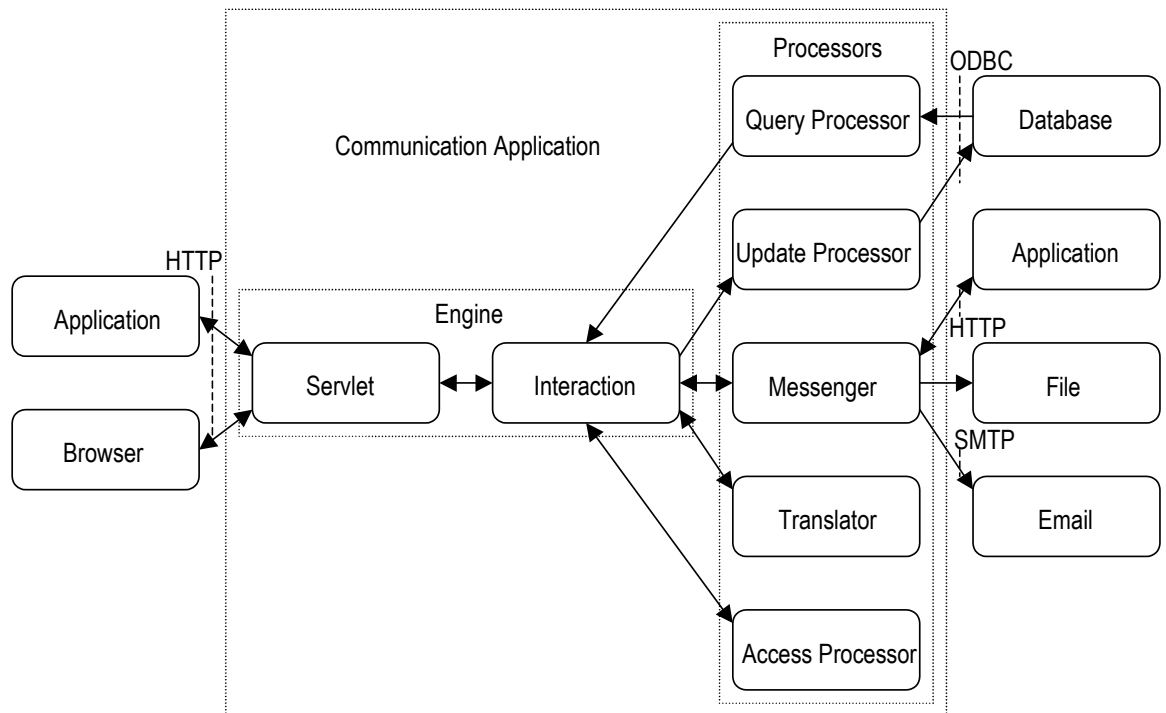 Processors
ODBC
Query Processor
Database
Communication Application
Update Processor
Application
HTTP
Application
Engine
HTTP
Servlet
Interaction
Messenger
File
Browser
SMTP
Translator
Email
Access Processor